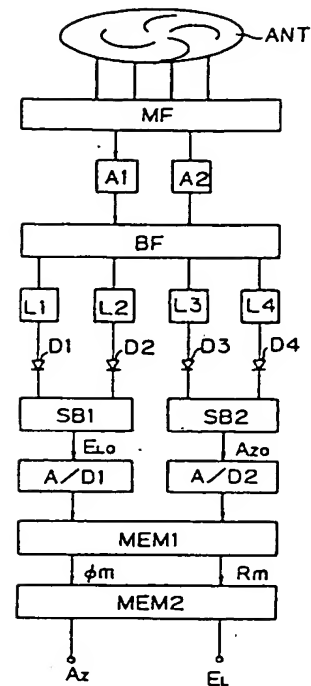 ANT
MF
A1 A2
BF
L1 L2 L3 L4
D1 D2 D3 D4
SB1 SB2
ELO AZO
A/D1 A/D2
MEM1
φm Rm
MEM2
AZ EL